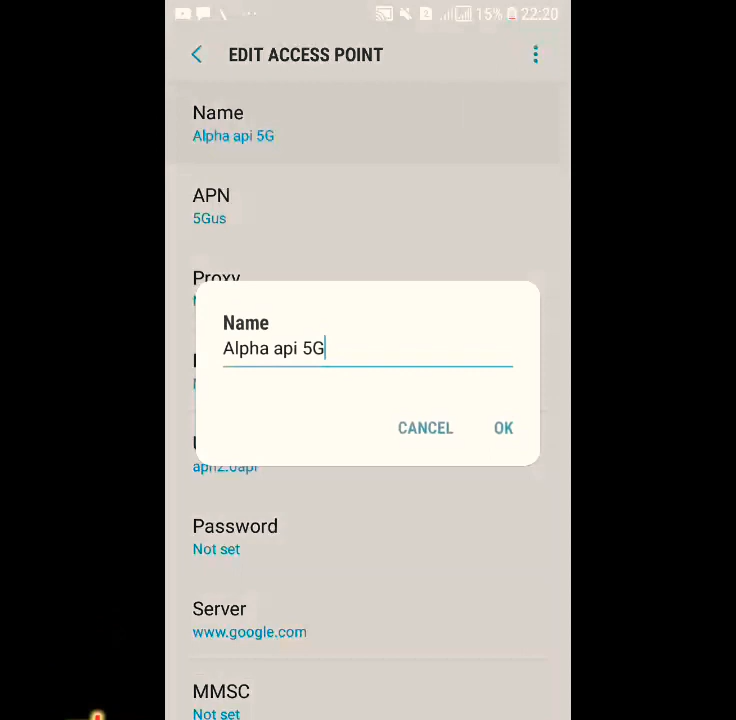 15% 22:20
EDIT ACCESS POINT
Name
Alpha api 5G
APN
5Gus
Proxy
Name
Alpha api 5G
CANCEL OK
Password
Not set
Server
www.google.com
MMSC
Not set